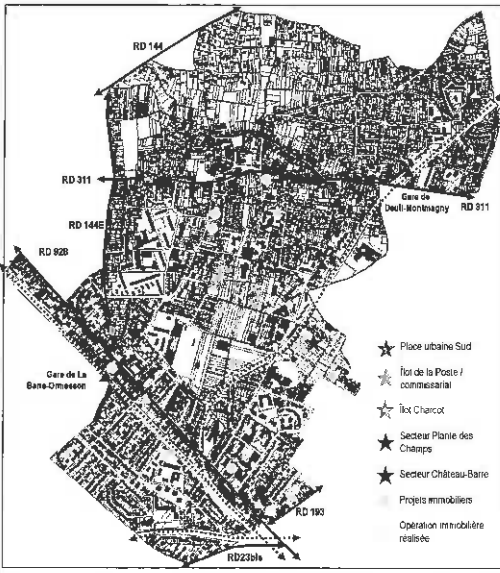 RD 144
RD 311
Gare de
Deuil-Montmagny
RD 311
RD 144E
RD 928
Gare de La
Barre-Ormesson
Place urbaine Sud
Îlot de la Poste /
commissariat
Îlot Charcot
Secteur Plante des
Champs
Secteur Château-Barre
Projets immobiliers
Opération immobilière
réalisée
RD 193
RD23bis